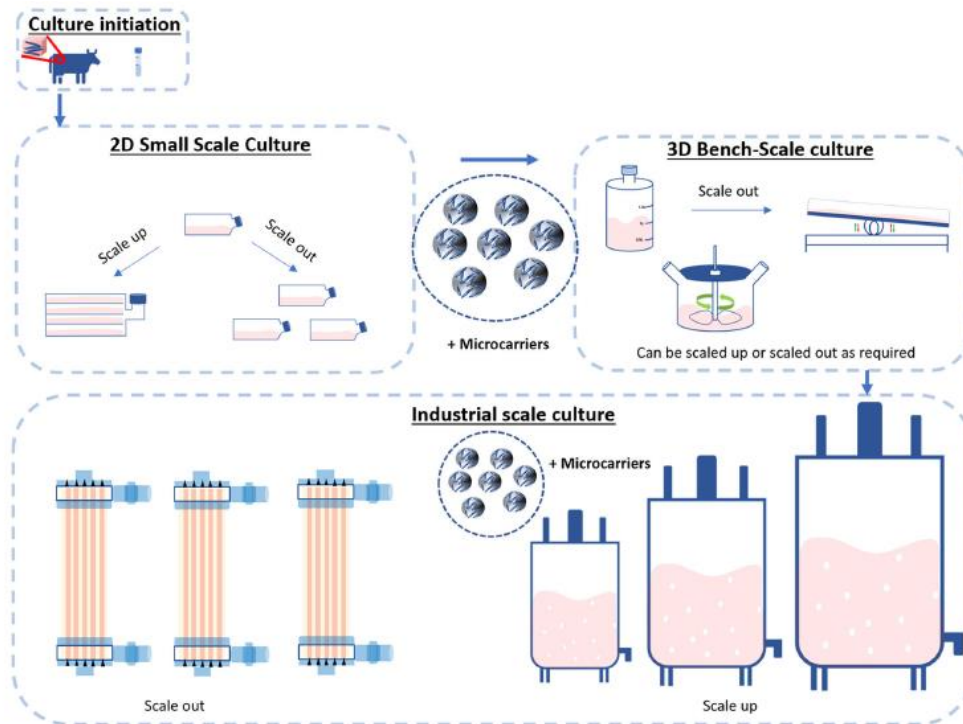 Culture initiation
2D Small Scale Culture
Scale up
Scale out
+ Microcarriers
3D Bench-Scale culture
Scale out
Can be scaled up or scaled out as required
Industrial scale culture
+ Microcarriers
Scale out
Scale up